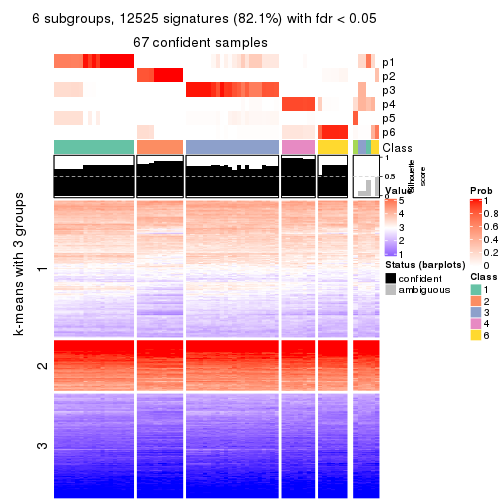 6 subgroups, 12525 signatures (82.1%) with fdr < 0.05
67 confident samples
p1
p2
p3
p4
p5
p6
Class
1
0.5
0
Silhouette
score
k-means with 3 groups
1
2
3
Value
5
4
3
2
1
Status (barplots)
confident
ambiguous
Prob
1
0.8
0.6
0.4
0.2
0
Class
1
2
3
4
6